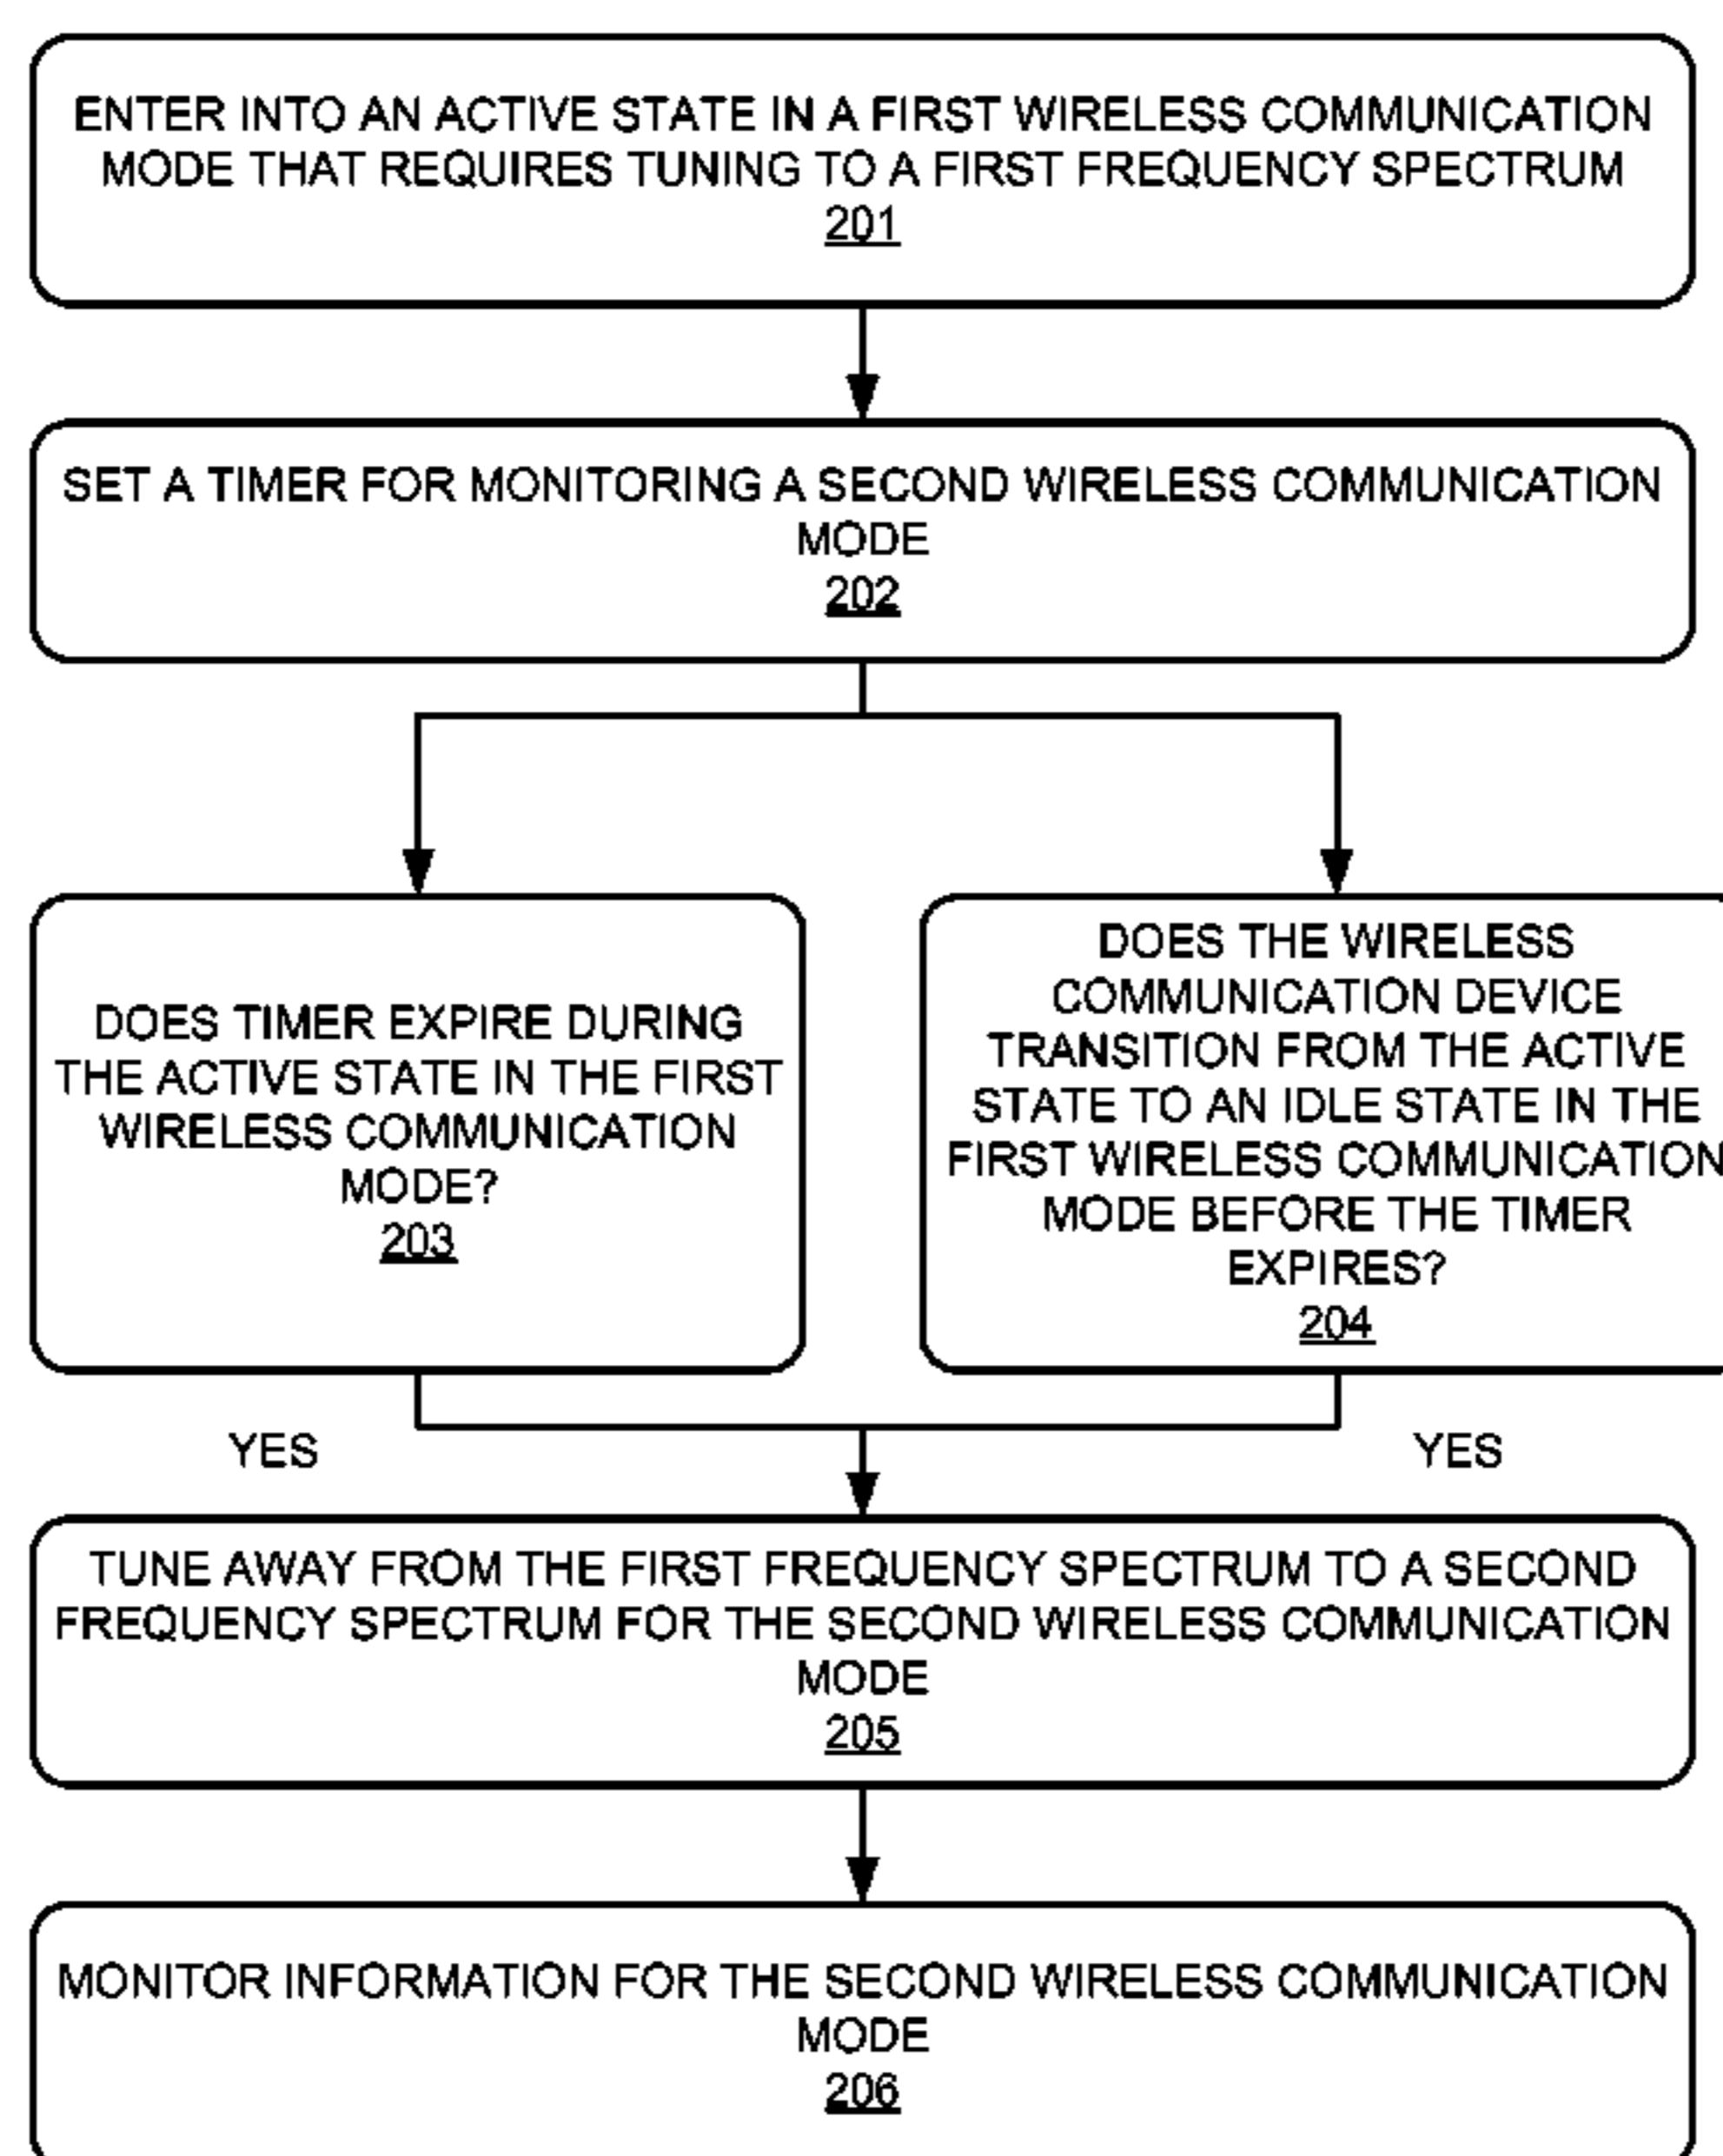 ENTER INTO AN ACTIVE STATE IN A FIRST WIRELESS COMMUNICATION
MODE THAT REQUIRES TUNING TO A FIRST FREQUENCY SPECTRUM
201
SET A TIMER FOR MONITORING A SECOND WIRELESS COMMUNICATION
MODE
202
DOES TIMER EXPIRE DURING
THE ACTIVE STATE IN THE FIRST
WIRELESS COMMUNICATION
MODE?
203
DOES THE WIRELESS
COMMUNICATION DEVICE
TRANSITION FROM THE ACTIVE
STATE TO AN IDLE STATE IN THE
FIRST WIRELESS COMMUNICATION
MODE BEFORE THE TIMER
EXPIRES?
204
YES
YES
TUNE AWAY FROM THE FIRST FREQUENCY SPECTRUM TO A SECOND
FREQUENCY SPECTRUM FOR THE SECOND WIRELESS COMMUNICATION
MODE
205
MONITOR INFORMATION FOR THE SECOND WIRELESS COMMUNICATION
MODE
206